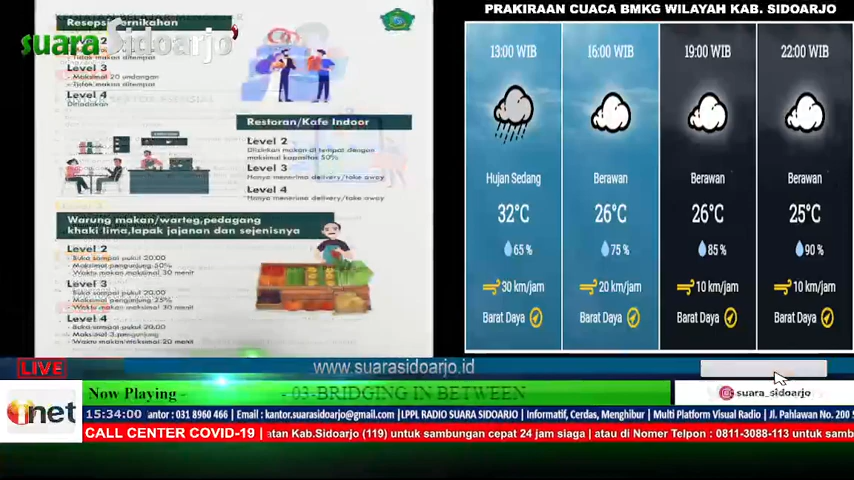 PRAKIRAAN CUACA BMKG WILAYAH KAB. SIDOARJO
suara Sidoarjo
Resepsi Pernikahan
Level 2
Tidak makan ditempat
Level 3
- Maksimal 20 undangan
- Tidak makan ditempat
Level 4
Ditiadakan
Restoran/Kafe Indoor
Level 2
Diizinkan makan di tempat dengan
maksimal kapasitas 50%
Level 3
Hanya menerima delivery/take away
Level 4
Hanya menerima delivery/take away
Warung makan/warteg,pedagang
khaki lima,lapak jajanan dan sejenisnya
Level 2
- Buka sampai pukul 20.00
- Maksimal pengunjung 50%
- Waktu makan maksimal 30 menit
Level 3
- Buka sampai pukul 20.00
- Maksimal pengunjung 25%
- Waktu makan maksimal 30 menit
Level 4
- Buka sampai pukul 20.00
- Maks mal 3 pengunjung
- Waktu makan maksimal 20 menit
13:00 WIB
Hujan Sedang
32°C
65 %
30 km/jam
Barat Daya
16:00 WIB
Berawan
26°C
75 %
20 km/jam
Barat Daya
19:00 WIB
Berawan
26°C
85 %
10 km/jam
Barat Daya
22:00 WIB
Berawan
25°C
90 %
10 km/jam
Barat Daya
LIVE
www.suarasidoarjo.id
Now Playing -
- 03-BRIDGING IN BETWEEN
suara_sidoarjo
net
15:34:00 antor : 031 8960 466 | Email : kantor.suarasidoarjo@gmail.com | LPPL RADIO SUARA SIDOARJO | Informatif, Cerdas, Menghibur | Multi Platform Visual Radio | Jl. Pahlawan No. 200 S
CALL CENTER COVID-19 | atan Kab.Sidoarjo (119) untuk sambungan cepat 24 jam siaga | atau di Nomer Telpon : 0811-3088-113 untuk samba